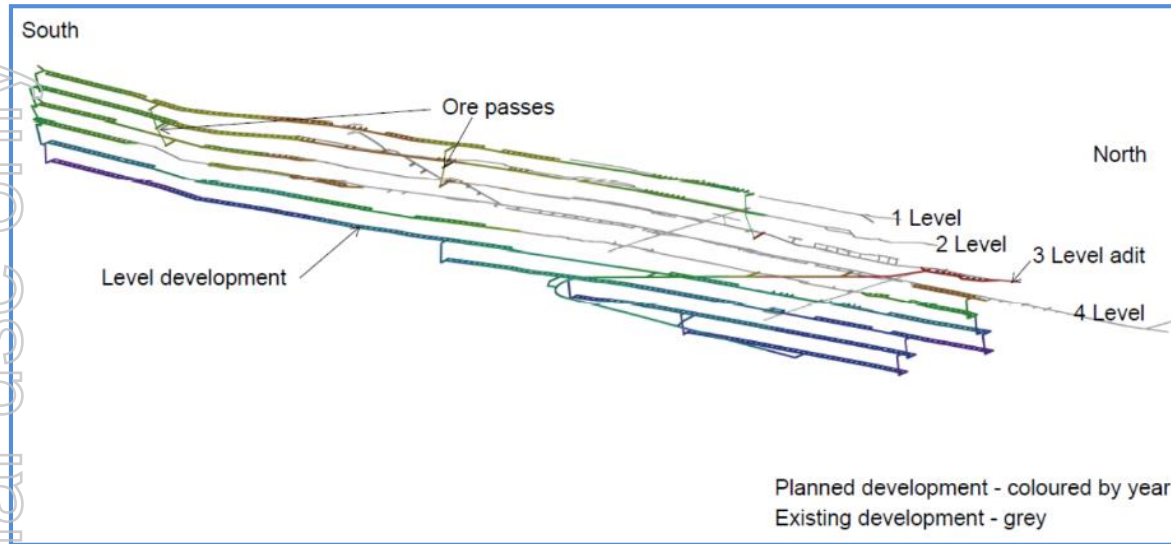 South
Ore passes
North
1 Level
2 Level
3 Level adit
Level development
4 Level
Planned development - coloured by year
Existing development - grey